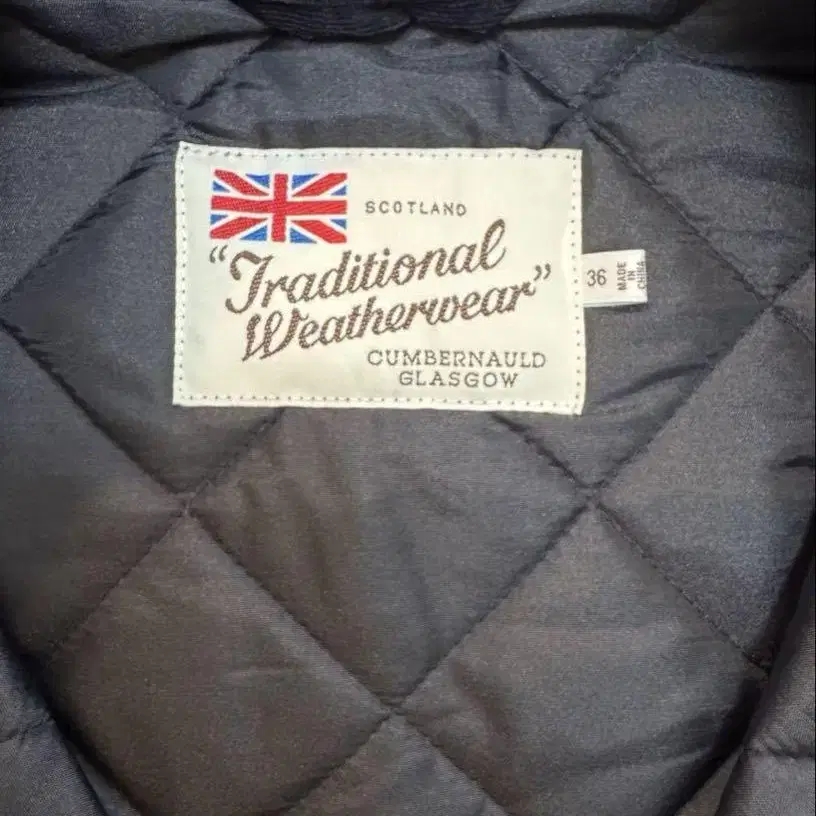 SCOTLAND
"Traditional
Weatherwear"
CUMBERNAULD
GLASGOW
36
MADE
IN
CHINA